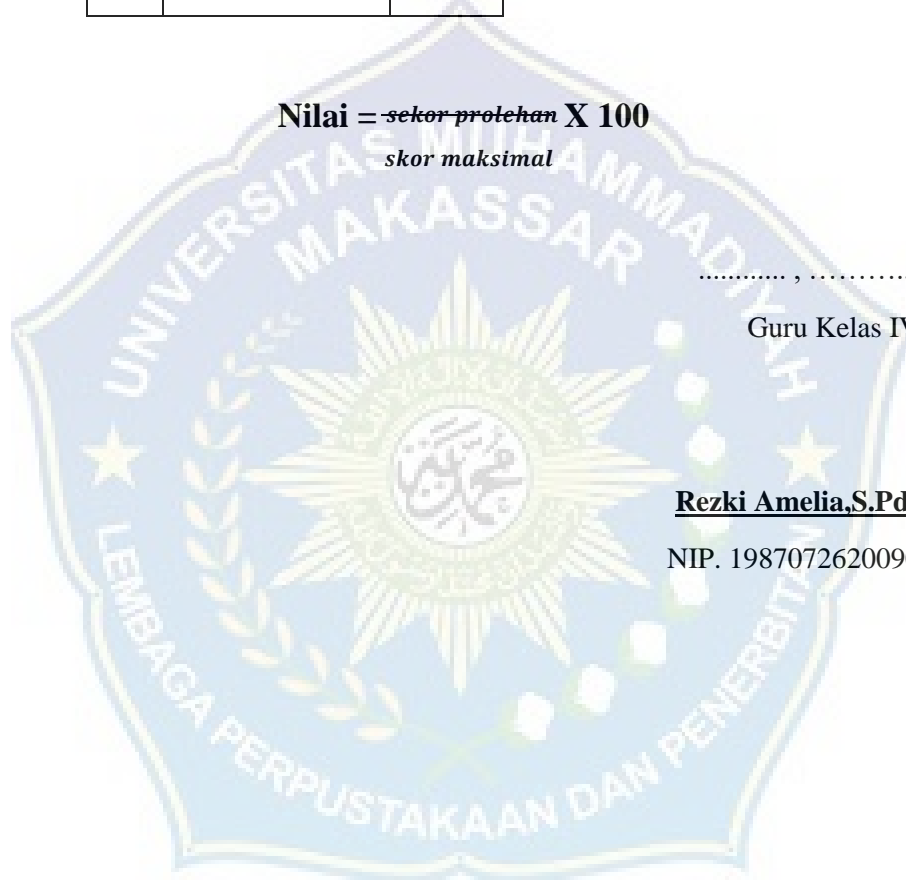 Nilai = sekor prolehan X 100
skor maksimal
UNIVERSITAS MUHAMMADIYAH
MAKASSAR
............ , ...........
Guru Kelas IV
Rezki Amelia,S.Pd
NIP. 1987072620090
LEMBAGA PERPUSTAKAAN DAN PENERBITAN